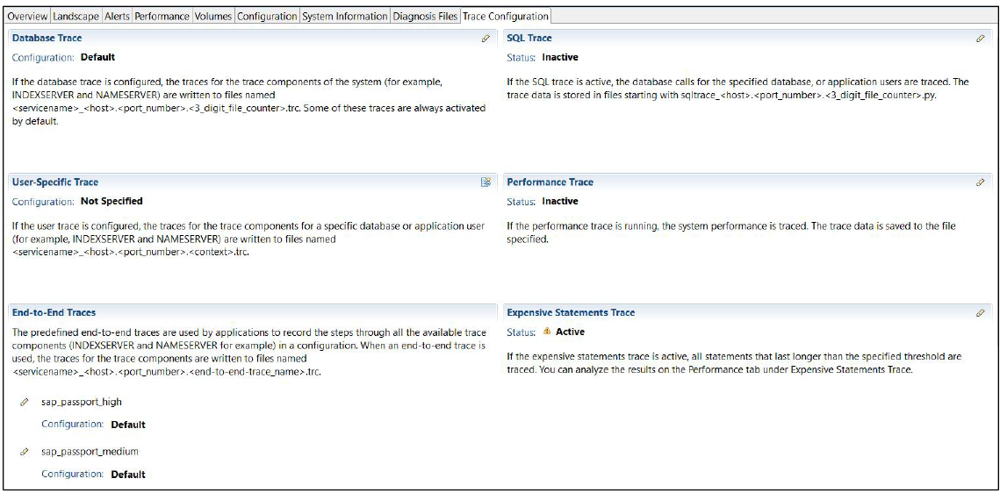 Overview Landscape Alerts Performance Volumes Configuration System Information Diagnosis Files Trace Configuration
Database Trace
Configuration: Default
If the database trace is configured, the traces for the trace components of the system (for example,
INDEXSERVER and NAMESERVER) are written to files named
<servicename>_<host>.<port_number>.<3_digit_file_counter>.trc. Some of these traces are always activated
by default.
SQL Trace
Status: Inactive
If the SQL trace is active, the database calls for the specified database, or application users are traced. The
trace data is stored in files starting with sqltrace_<host>.<port_number>.<3_digit_file_counter>.py.
User-Specific Trace
Configuration: Not Specified
If the user trace is configured, the traces for the trace components for a specific database or application user
(for example, INDEXSERVER and NAMESERVER) are written to files named
<servicename>_<host>.<port_number>.<context>.trc.
Performance Trace
Status: Inactive
If the performance trace is running, the system performance is traced. The trace data is saved to the file
specified.
End-to-End Traces
The predefined end-to-end traces are used by applications to record the steps through all the available trace
components (INDEXSERVER and NAMESERVER for example) in a configuration. When an end-to-end trace is
used, the traces for the trace components are written to files named
<servicename>_<host>.<port_number>.<end-to-end-trace_name>.trc.
sap_passport_high
Configuration: Default
sap_passport_medium
Configuration: Default
Expensive Statements Trace
Status: Active
If the expensive statements trace is active, all statements that last longer than the specified threshold are
traced. You can analyze the results on the Performance tab under Expensive Statements Trace.